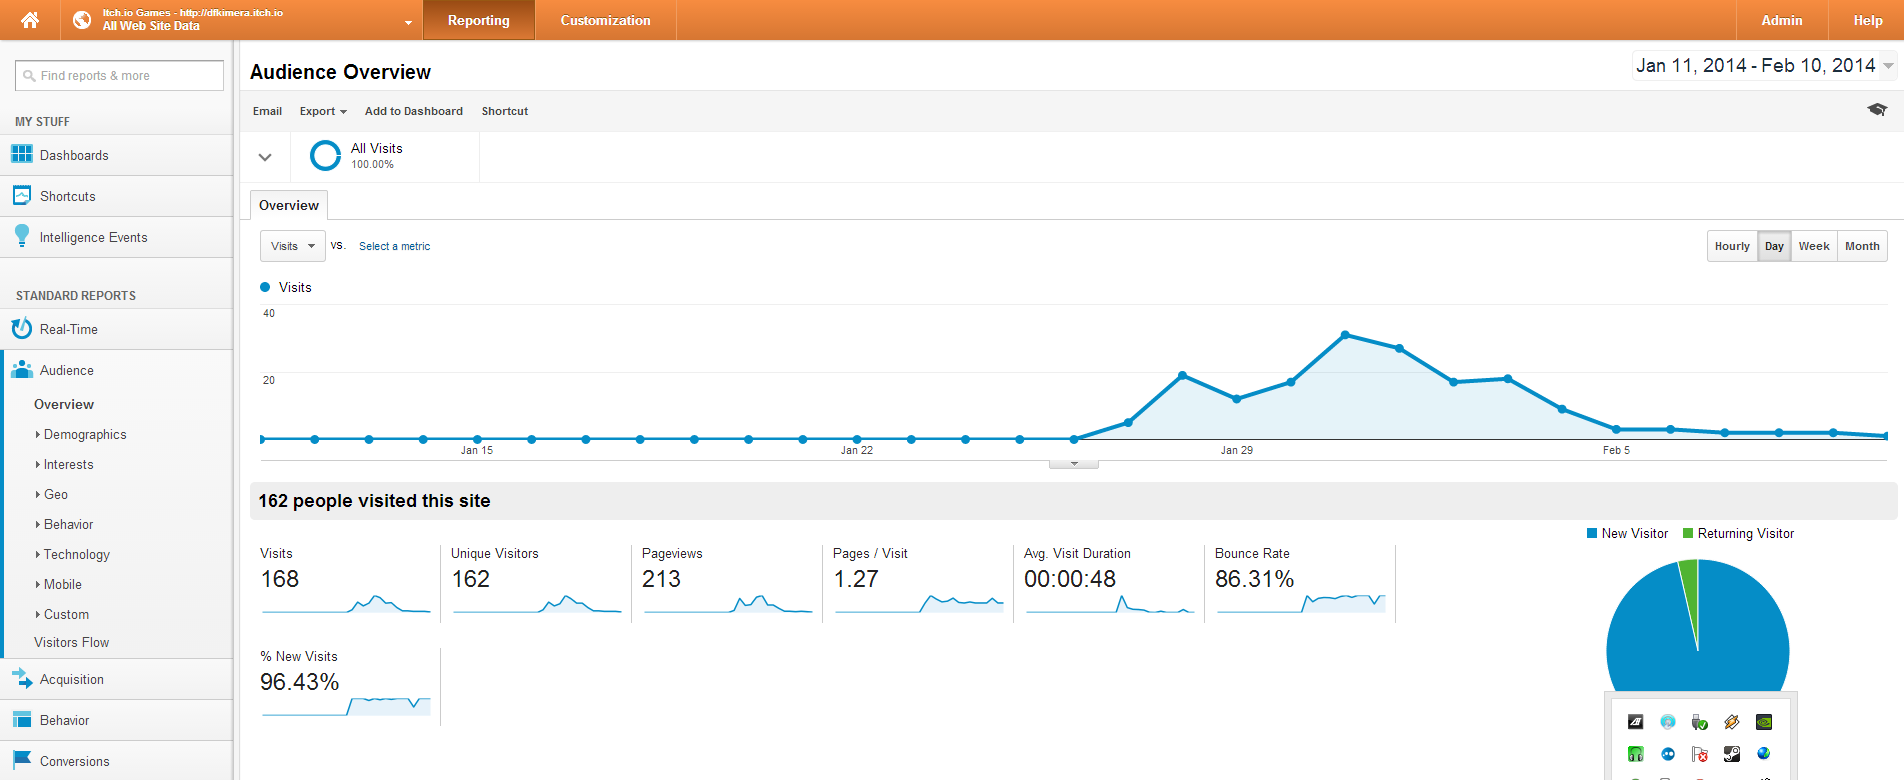 Itch.io Games - http://dfkimera.itch.io
All Web Site Data
Reporting
Customization
Admin
Help
Find reports & more
MY STUFF
Dashboards
Shortcuts
Intelligence Events
STANDARD REPORTS
Real-Time
Audience
Overview
Demographics
Interests
Geo
Behavior
Technology
Mobile
Custom
Visitors Flow
Acquisition
Behavior
Conversions
Audience Overview
Jan 11, 2014 - Feb 10, 2014
Email
Export
Add to Dashboard
Shortcut
All Visits
100.00%
Overview
Visits
VS.
Select a metric
Hourly
Day
Week
Month
Visits
40
20
Jan 15
Jan 22
Jan 29
Feb 5
162 people visited this site
Visits
168
Unique Visitors
162
Pageviews
213
Pages / Visit
1.27
Avg. Visit Duration
00:00:48
Bounce Rate
86.31%
% New Visits
96.43%
New Visitor
Returning Visitor